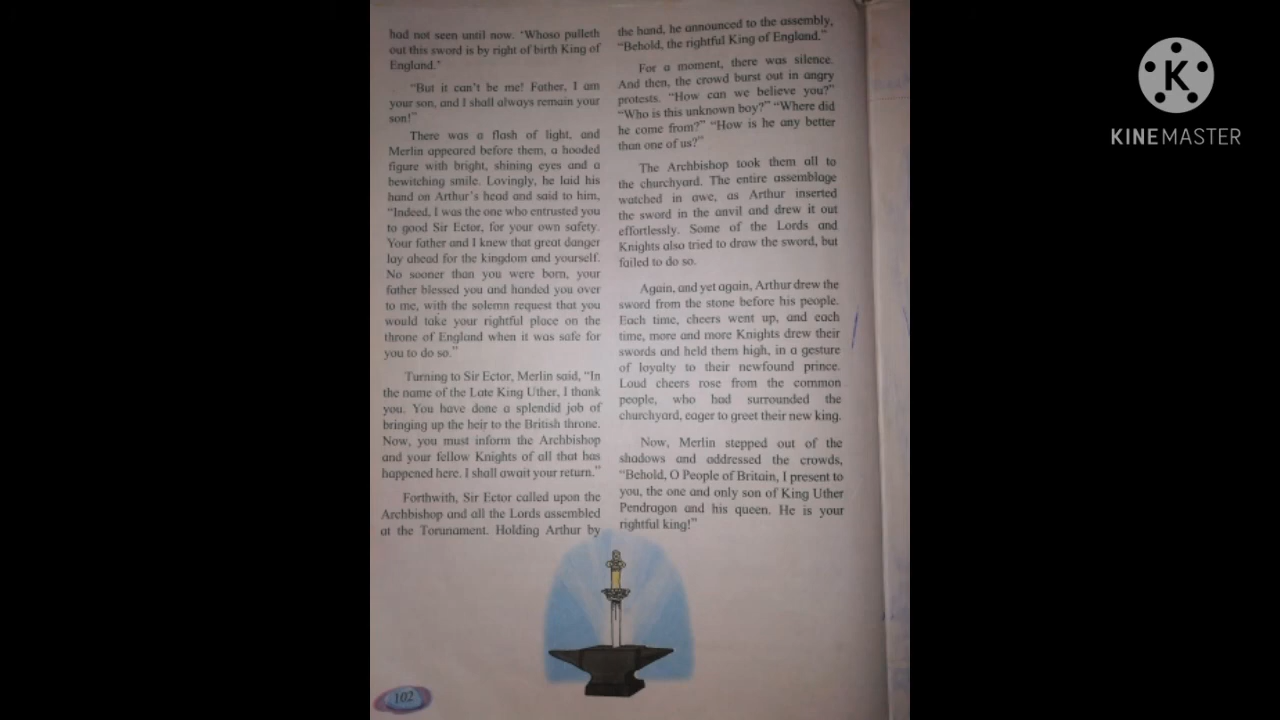 had not seen until now. "Whoso pulleth
out this sword is by right of birth King of
England."
"But it can't be me! Father, I am
your son, and I shall always remain your
son!"
There was a flash of light, and
Merlin appeared before them, a hooded
figure with bright, shining eyes and a
bewitching smile. Lovingly, he laid his
hand on Arthur's head and said to him,
"Indeed, I was the one who entrusted you
to good Sir Ector, for your own safety.
Your father and I knew that great danger
lay ahead for the kingdom and yourself.
No sooner than you were born, your
father blessed you and handed you over
to me, with the solemn request that you
would take your rightful place on the
throne of England when it was safe for
you to do so."
Turning to Sir Ector, Merlin said, "In
the name of the Late King Uther, I thank
you. You have done a splendid job of
bringing up the heir to the British throne.
Now, you must inform the Archbishop
and your fellow Knights of all that has
happened here. I shall await your return."
Forthwith, Sir Ector called upon the
Archbishop and all the Lords assembled
at the Torunament. Holding Arthur by
the hand, he announced to the assembly,
"Behold, the rightful King of England."
For a moment, there was silence.
And then, the crowd burst out in angry
protests. "How can we believe you?"
"Who is this unknown boy?" "Where did
he come from?" "How is he any better
than one of us?"
The Archbishop took them all to
the churchyard. The entire assemblage
watched in awe, as Arthur inserted
the sword in the anvil and drew it out
effortlessly. Some of the Lords and
Knights also tried to draw the sword, but
failed to do so.
Again, and yet again, Arthur drew the
sword from the stone before his people.
Each time, cheers went up, and each
time, more and more Knights drew their
swords and held them high, in a gesture
of loyalty to their newfound prince.
Loud cheers rose from the common
people, who had surrounded the
churchyard, eager to greet their new king.
Now, Merlin stepped out of the
shadows and addressed the crowds,
"Behold, O People of Britain, I present to
you, the one and only son of King Uther
Pendragon and his queen. He is your
rightful king!"
102
K
KINEMASTER